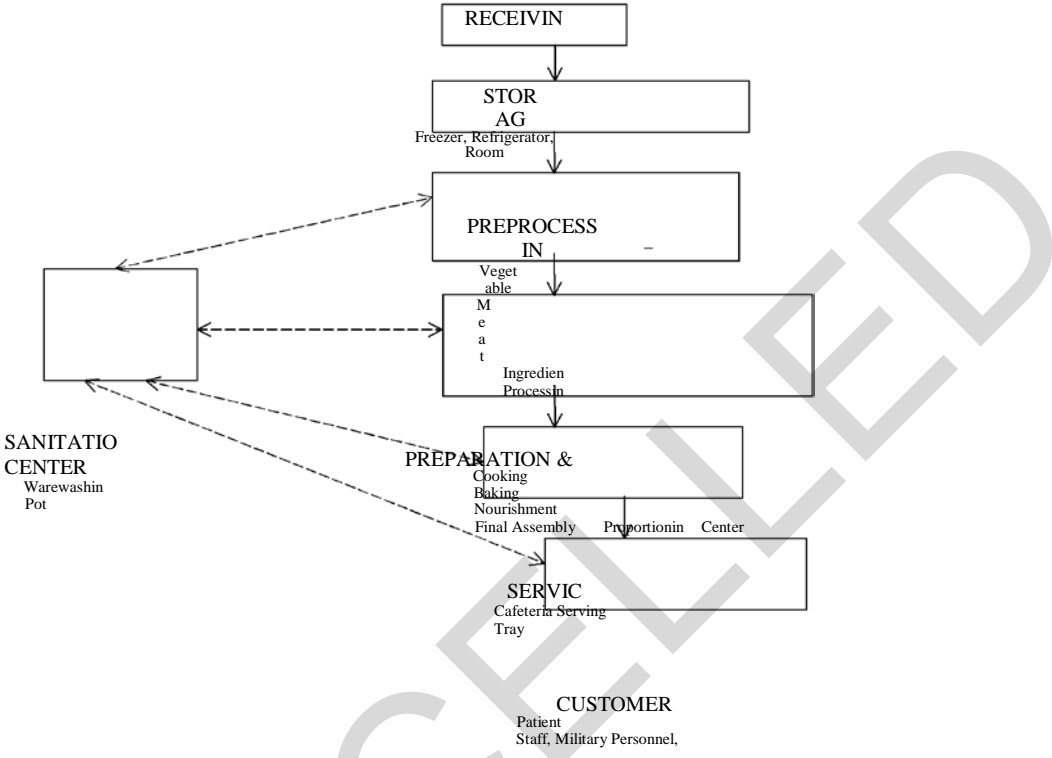 RECEIVIN
STOR
AG
Freezer, Refrigerator,
Room
PREPROCESS
IN
Veget
able
M
e
a
t
Ingredien
Processin
SANITATIO
CENTER
Warewashin
Pot
PREPARATION &
Cooking
Baking
Nourishment
Final Assembly Proportionin Center
SERVIC
Cafeteria Serving
Tray
CUSTOMER
Patient
Staff, Military Personnel,
CELLED